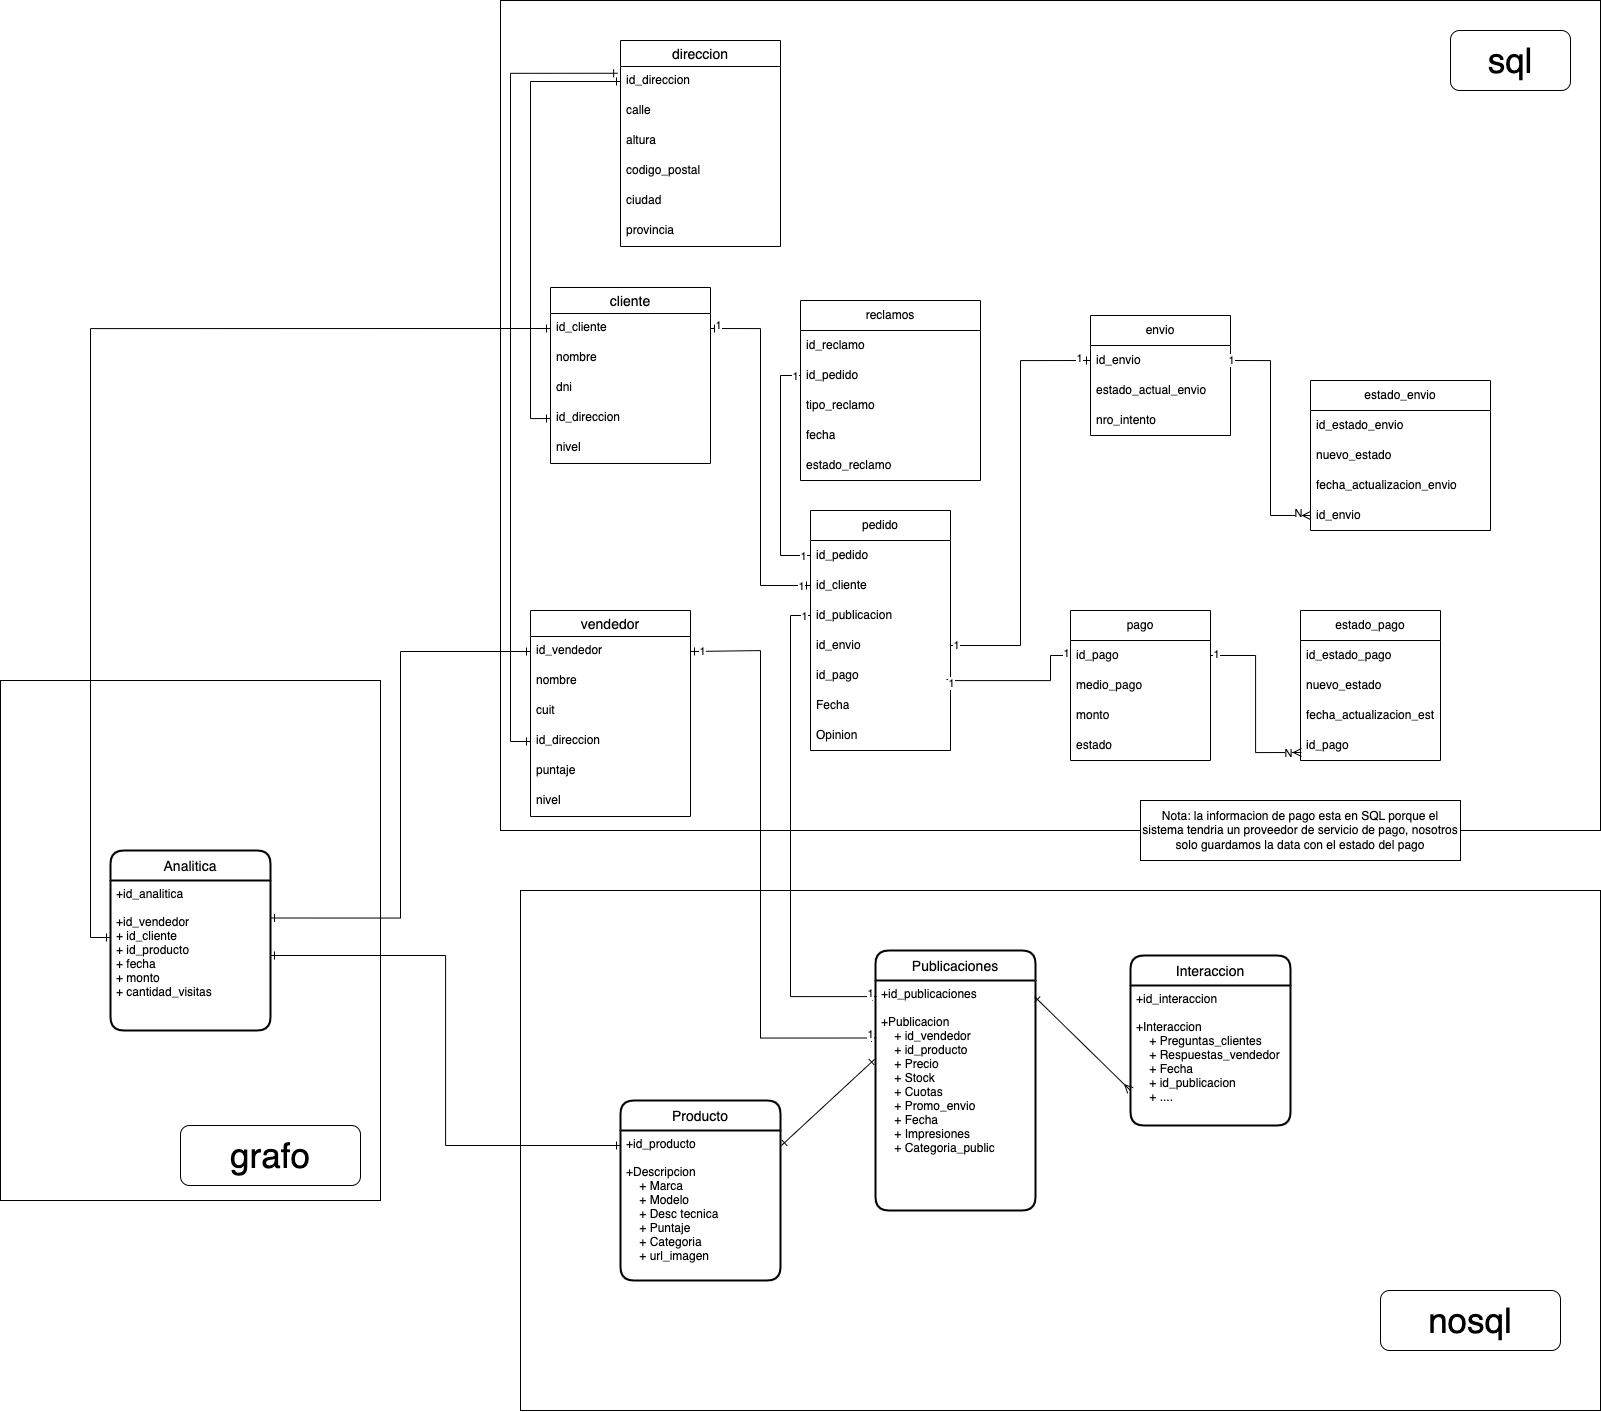 sql
direccion
id_direccion
calle
altura
codigo_postal
ciudad
provincia
cliente
id_cliente
nombre
dni
id_direccion
nivel
1
reclamos
id_reclamo
id_pedido
tipo_reclamo
fecha
estado_reclamo
1
envio
id_envio
estado_actual_envio
nro_intento
1
1
estado_envio
id_estado_envio
nuevo_estado
fecha_actualizacion_envio
id_envio
N
pedido
id_pedido
id_cliente
id_publicacion
id_envio
id_pago
Fecha
Opinion
1
1
1
1
1
vendedor
id_vendedor
nombre
cuit
id_direccion
puntaje
nivel
1
pago
id_pago
medio_pago
monto
estado
1
1
estado_pago
id_estado_pago
nuevo_estado
fecha_actualizacion_est
id_pago
N
Nota: la informacion de pago esta en SQL porque el
sistema tendria un proveedor de servicio de pago, nosotros
solo guardamos la data con el estado del pago
Analitica
+id_analitica
+id_vendedor
+ id_cliente
+ id_producto
+ fecha
+ monto
+ cantidad_visitas
grafo
Publicaciones
+id_publicaciones
+Publicacion
+ id_vendedor
+ id_producto
+ Precio
+ Stock
+ Cuotas
+ Promo_envio
+ Fecha
+ Impresiones
+ Categoria_public
1
1
Interaccion
+id_interaccion
+Interaccion
+ Preguntas_clientes
+ Respuestas_vendedor
+ Fecha
+ id_publicacion
+ ....
Producto
+id_producto
+Descripcion
+ Marca
+ Modelo
+ Desc tecnica
+ Puntaje
+ Categoria
+ url_imagen
nosql